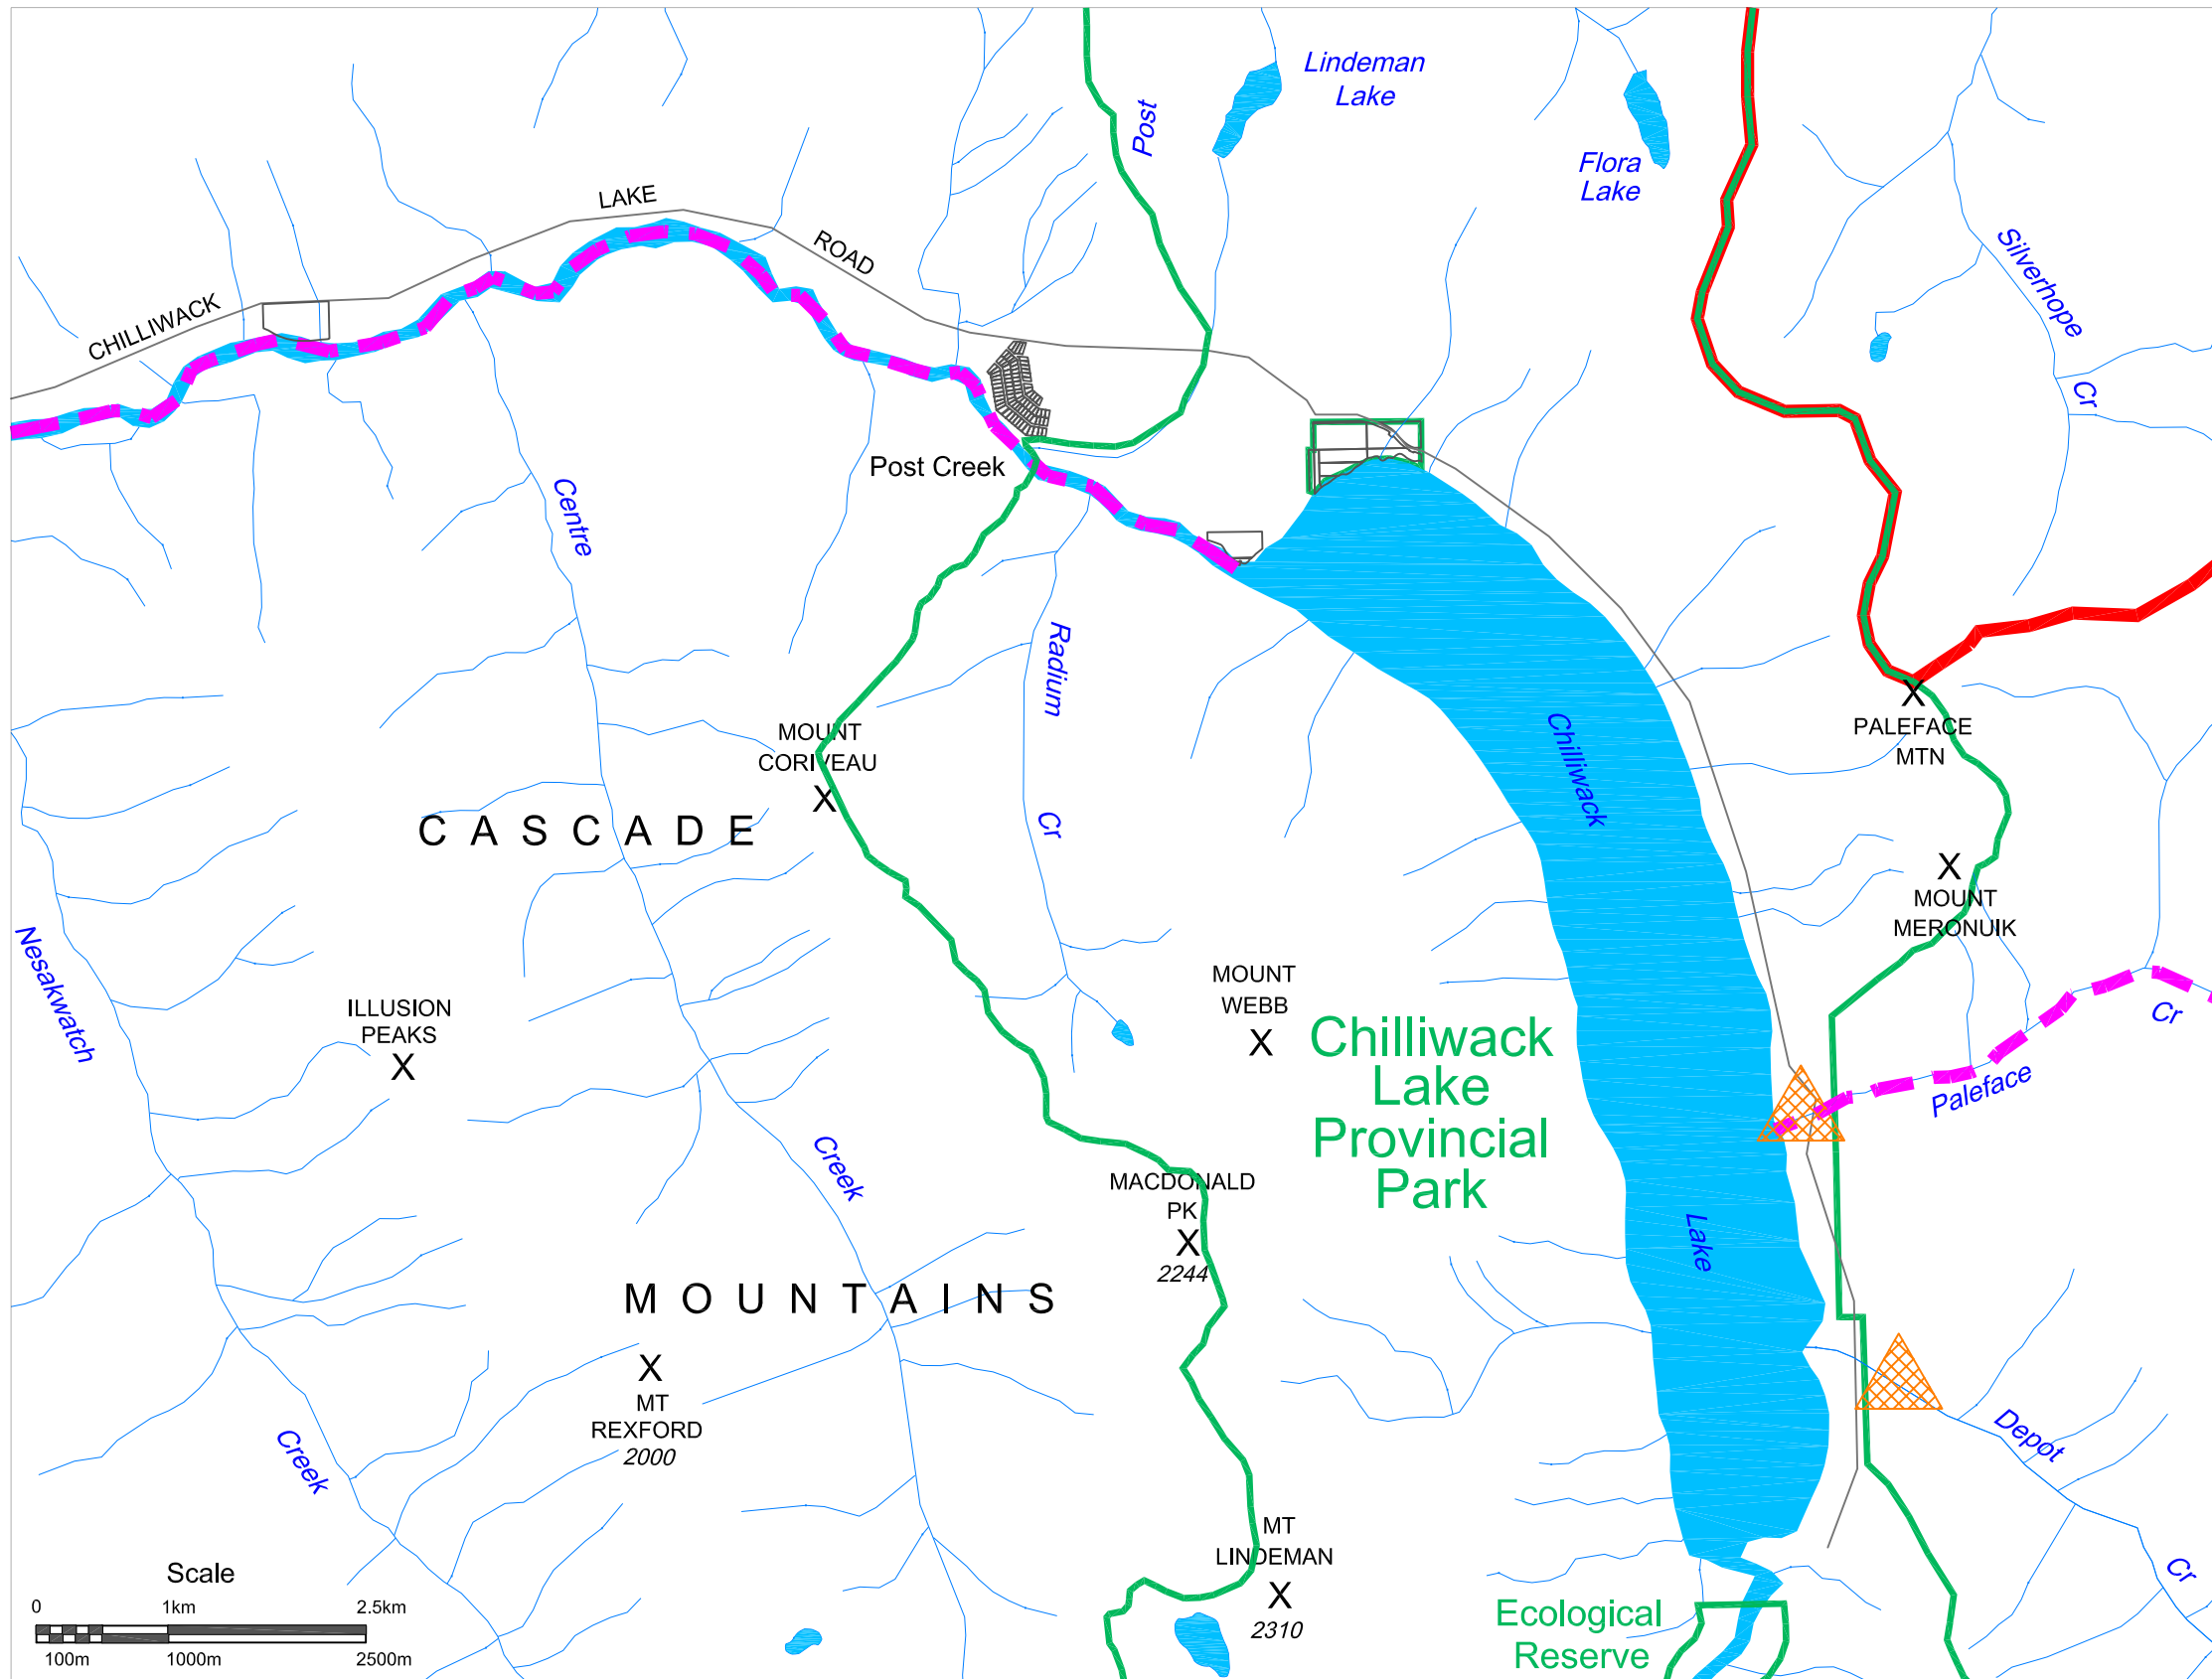 Lindeman
Lake
Post
Flora
Lake
LAKE
ROAD
CHILLIWACK
Silverhope
Cr
Post Creek
Centre
Radium
Cr
MOUNT
CORIVEAU
Chilliwack
PALEFACE
MTN
CASCADE
MOUNT
MERONUIK
Nesakwatch
ILLUSION
PEAKS
MOUNT
WEBB
Chilliwack
Lake
Provincial
Park
Cr
Paleface
Creek
MACDONALD
PK
2244
Lake
MOUNTAINS
MT
REXFORD
2000
Creek
Depot
Cr
MT
LINDEMAN
2310
Ecological
Reserve
Scale
0 1km 2.5km
100m 1000m 2500m